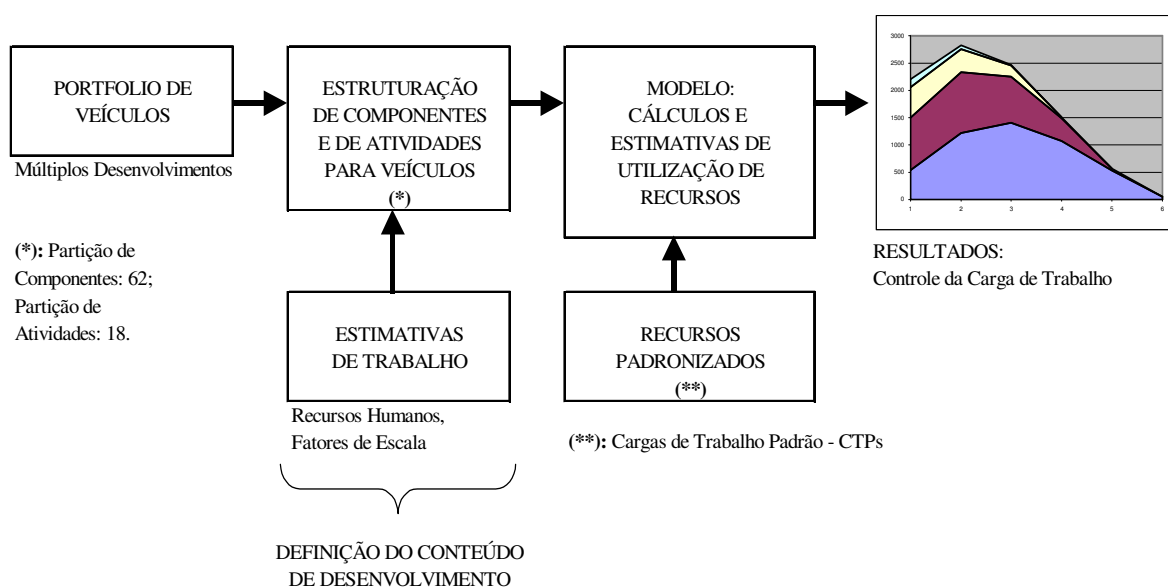 PORTFOLIO DE
VEÍCULOS
Múltiplos Desenvolvimentos
(*): Partição de
Componentes: 62;
Partição de
Atividades: 18.
ESTRUTURAÇÃO
DE COMPONENTES
E DE ATIVIDADES
PARA VEÍCULOS
(*)
ESTIMATIVAS
DE TRABALHO
Recursos Humanos,
Fatores de Escala
DEFINIÇÃO DO CONTEÚDO
DE DESENVOLVIMENTO
MODELO:
CÁLCULOS E
ESTIMATIVAS DE
UTILIZAÇÃO DE
RECURSOS
RECURSOS
PADRONIZADOS
(**)
(**): Cargas de Trabalho Padrão - CTPs
3000
2500
2000
1500
1000
500
0
1 2 3 4 5 6
RESULTADOS:
Controle da Carga de Trabalho